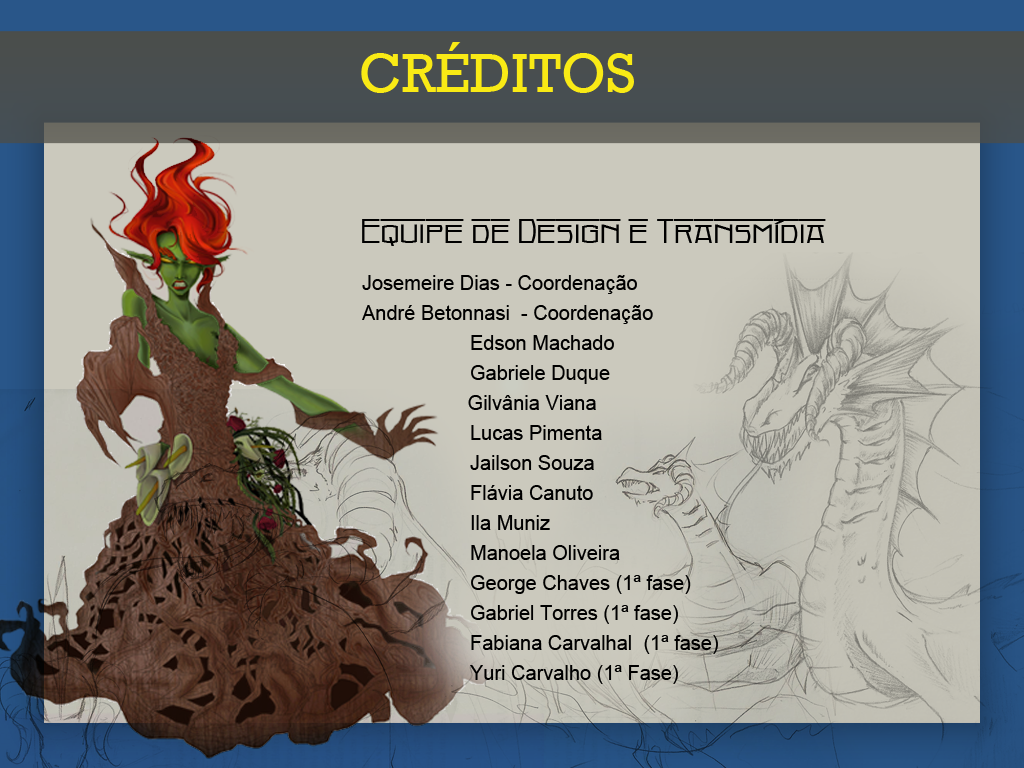 CRÉDITOS
EQUIPE DE DESIGN E TRANSMÍDIA
Josemeire Dias - Coordenação
André Betonnasi - Coordenação
Edson Machado
Gabriele Duque
Gilvânia Viana
Lucas Pimenta
Jailson Souza
Flávia Canuto
Ila Muniz
Manoela Oliveira
George Chaves (1ª fase)
Gabriel Torres (1ª fase)
Fabiana Carvalhal (1ª fase)
Yuri Carvalho (1ª Fase)